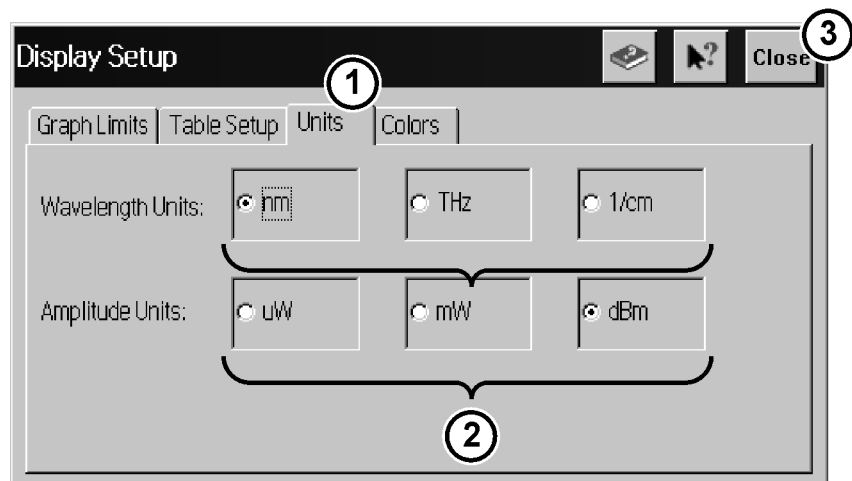 3
Display Setup ? Close
1
Graph Limits Table Setup Units Colors
Wavelength Units: nm THz 1/cm
Amplitude Units: uW mW dBm
2